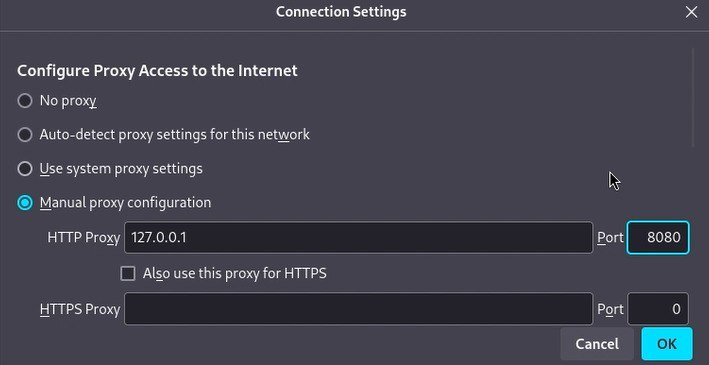 Connection Settings
Configure Proxy Access to the Internet
No proxy
Auto-detect proxy settings for this network
Use system proxy settings
Manual proxy configuration
HTTP Proxy 127.0.0.1 Port 8080
Also use this proxy for HTTPS
HTTPS Proxy Port 0
Cancel OK